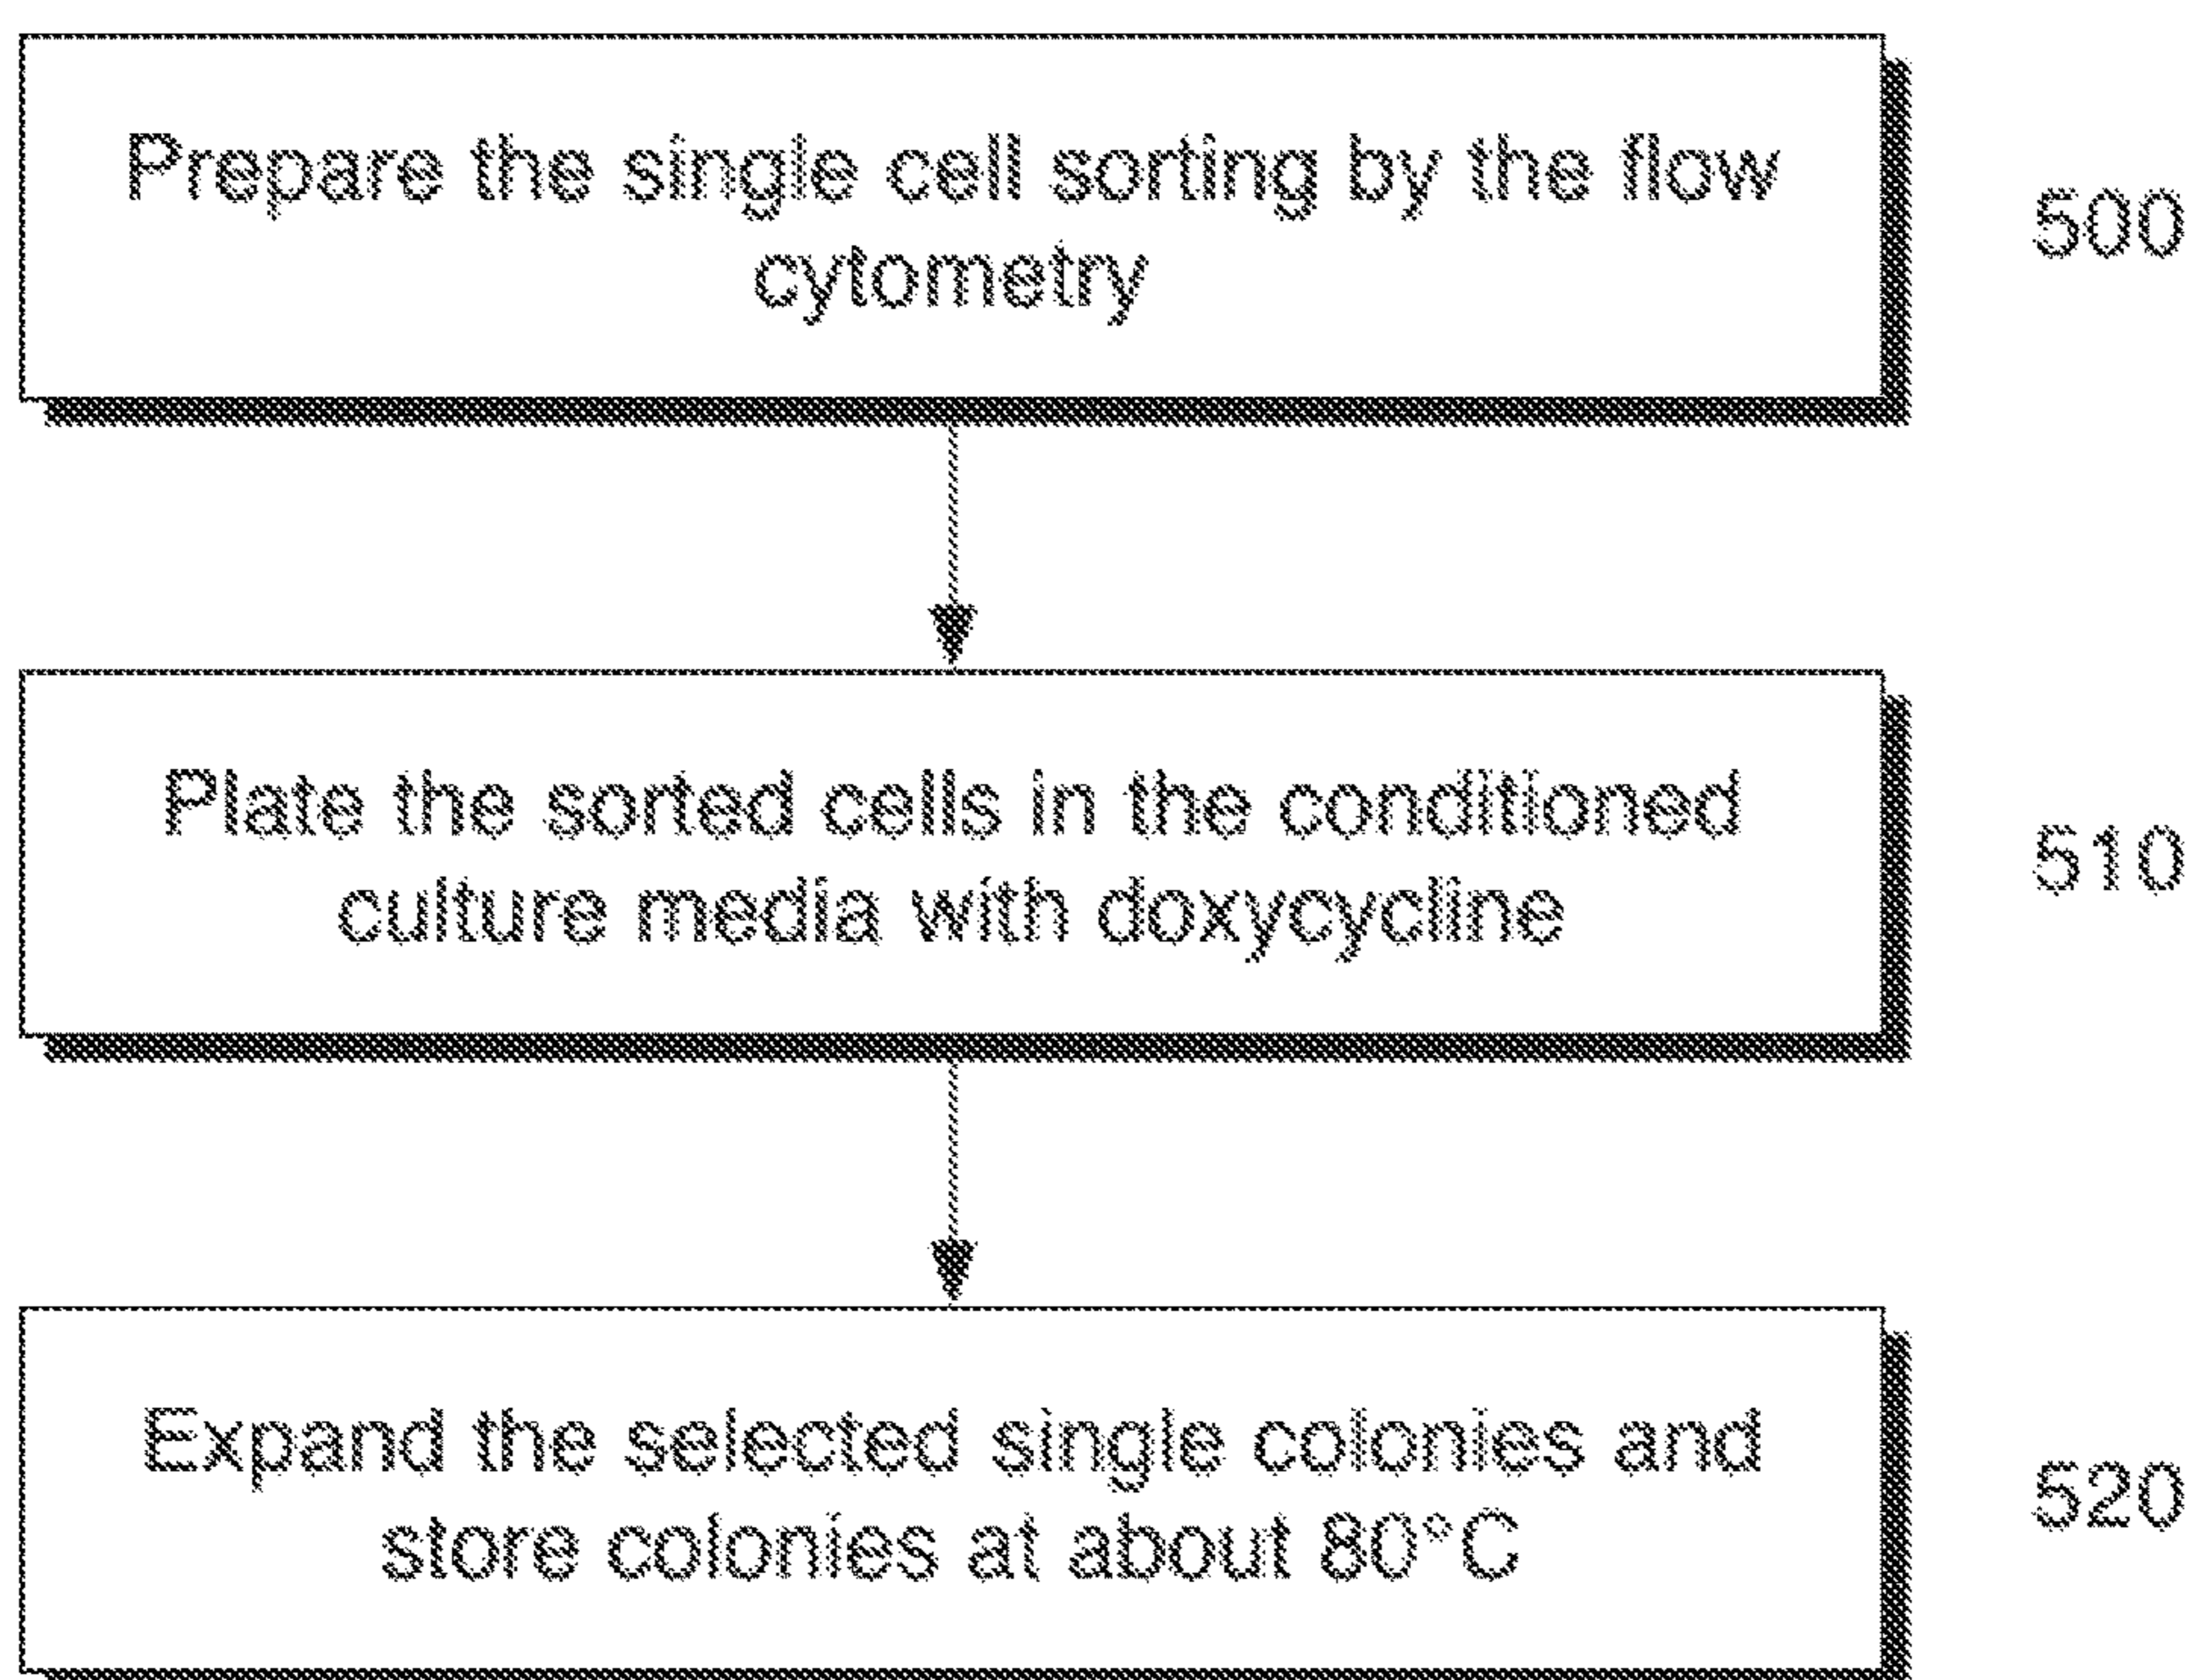 Prepare the single cell sorting by the flow
cytometry
500
Plate the sorted cells in the conditioned
culture media with doxycycline
510
Expand the selected single colonies and
store colonies at about 80°C
520